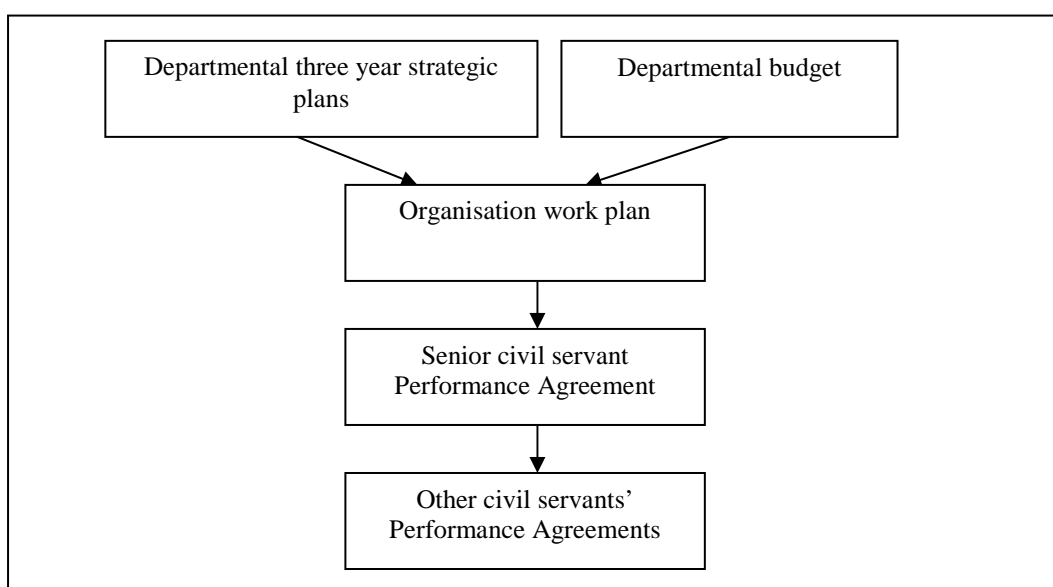 Departmental three year strategic
plans
Departmental budget
Organisation work plan
Senior civil servant
Performance Agreement
Other civil servants’
Performance Agreements